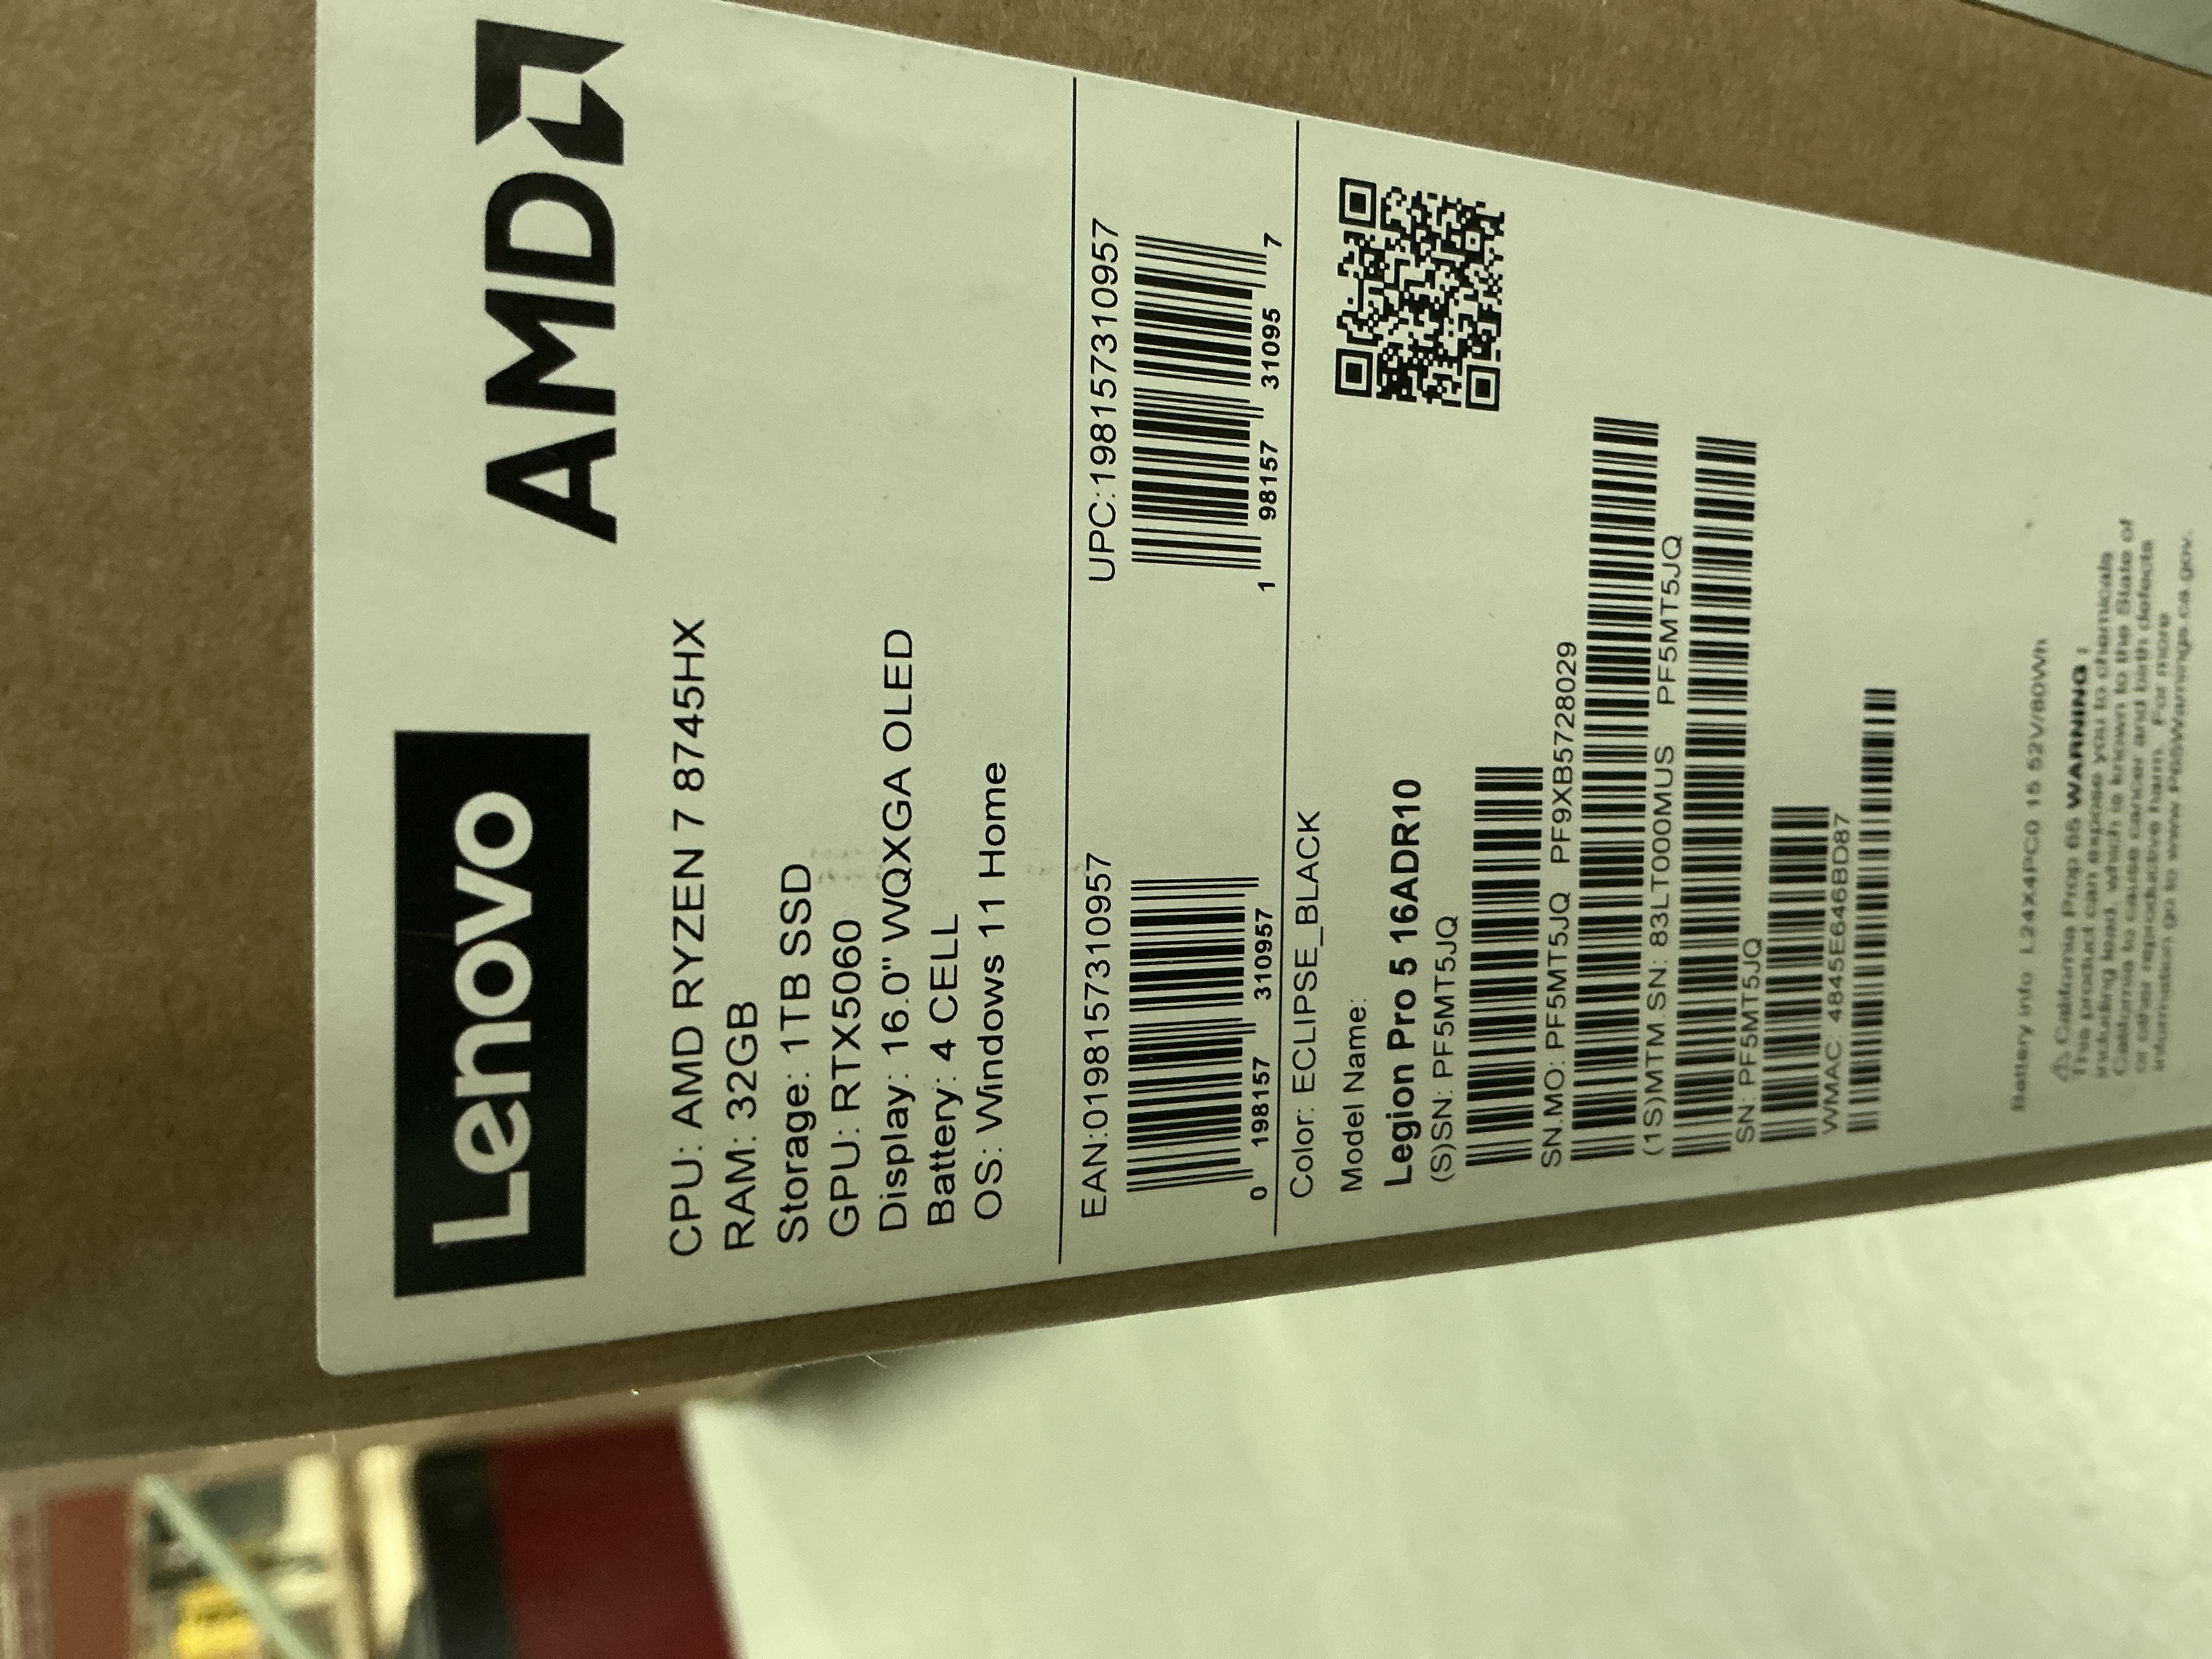 Lenovo
AMD
CPU: AMD RYZEN 7 8745HX
RAM: 32GB
Storage: 1TB SSD
GPU: RTX5060
Display: 16.0" WQXGA OLED
Battery: 4 CELL
OS: Windows 11 Home
EAN:0198157310957
0 198157 310957
UPC:198157310957
1 98157 31095 7
Color: ECLIPSE_BLACK
Model Name:
Legion Pro 5 16ADR10
(S)SN: PF5MT5JQ
SN.MO: PF5MT5JQ PF9XB5728029
(1S)MTM.SN: 83LT000MUS PF5MT5JQ
SN: PF5MT5JQ
WMAC: 4845E646BD87
Battery info L24X4PC0 15.52V/80Wh
California Prop 65 WARNING :
This product can expose you to chemicals
including lead, which is known to the State of
California to cause cancer and birth defects
or other reproductive harm. For more
information go to www.P65Warnings.ca.gov.